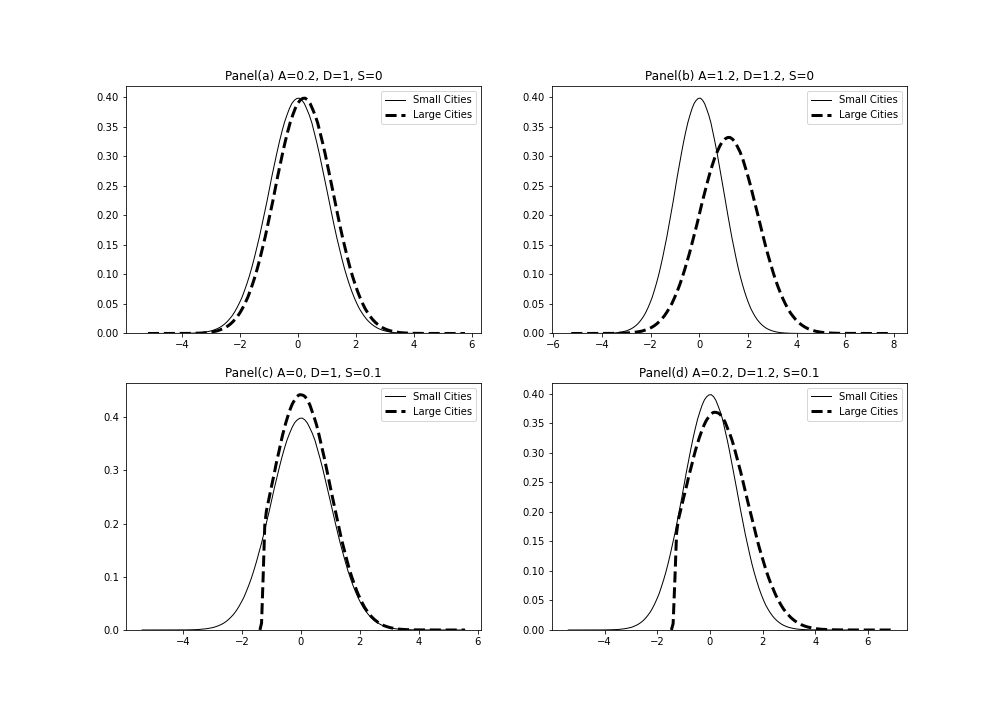 Panel(a) A=0.2, D=1, S=0
Small Cities
Large Cities
0.40
0.35
0.30
0.25
0.20
0.15
0.10
0.05
0.00
−4 −2 0 2 4 6
Panel(b) A=1.2, D=1.2, S=0
Small Cities
Large Cities
0.40
0.35
0.30
0.25
0.20
0.15
0.10
0.05
0.00
−6 −4 −2 0 2 4 6 8
Panel(c) A=0, D=1, S=0.1
Small Cities
Large Cities
0.4
0.3
0.2
0.1
0.0
−4 −2 0 2 4 6
Panel(d) A=0.2, D=1.2, S=0.1
Small Cities
Large Cities
0.40
0.35
0.30
0.25
0.20
0.15
0.10
0.05
0.00
−4 −2 0 2 4 6